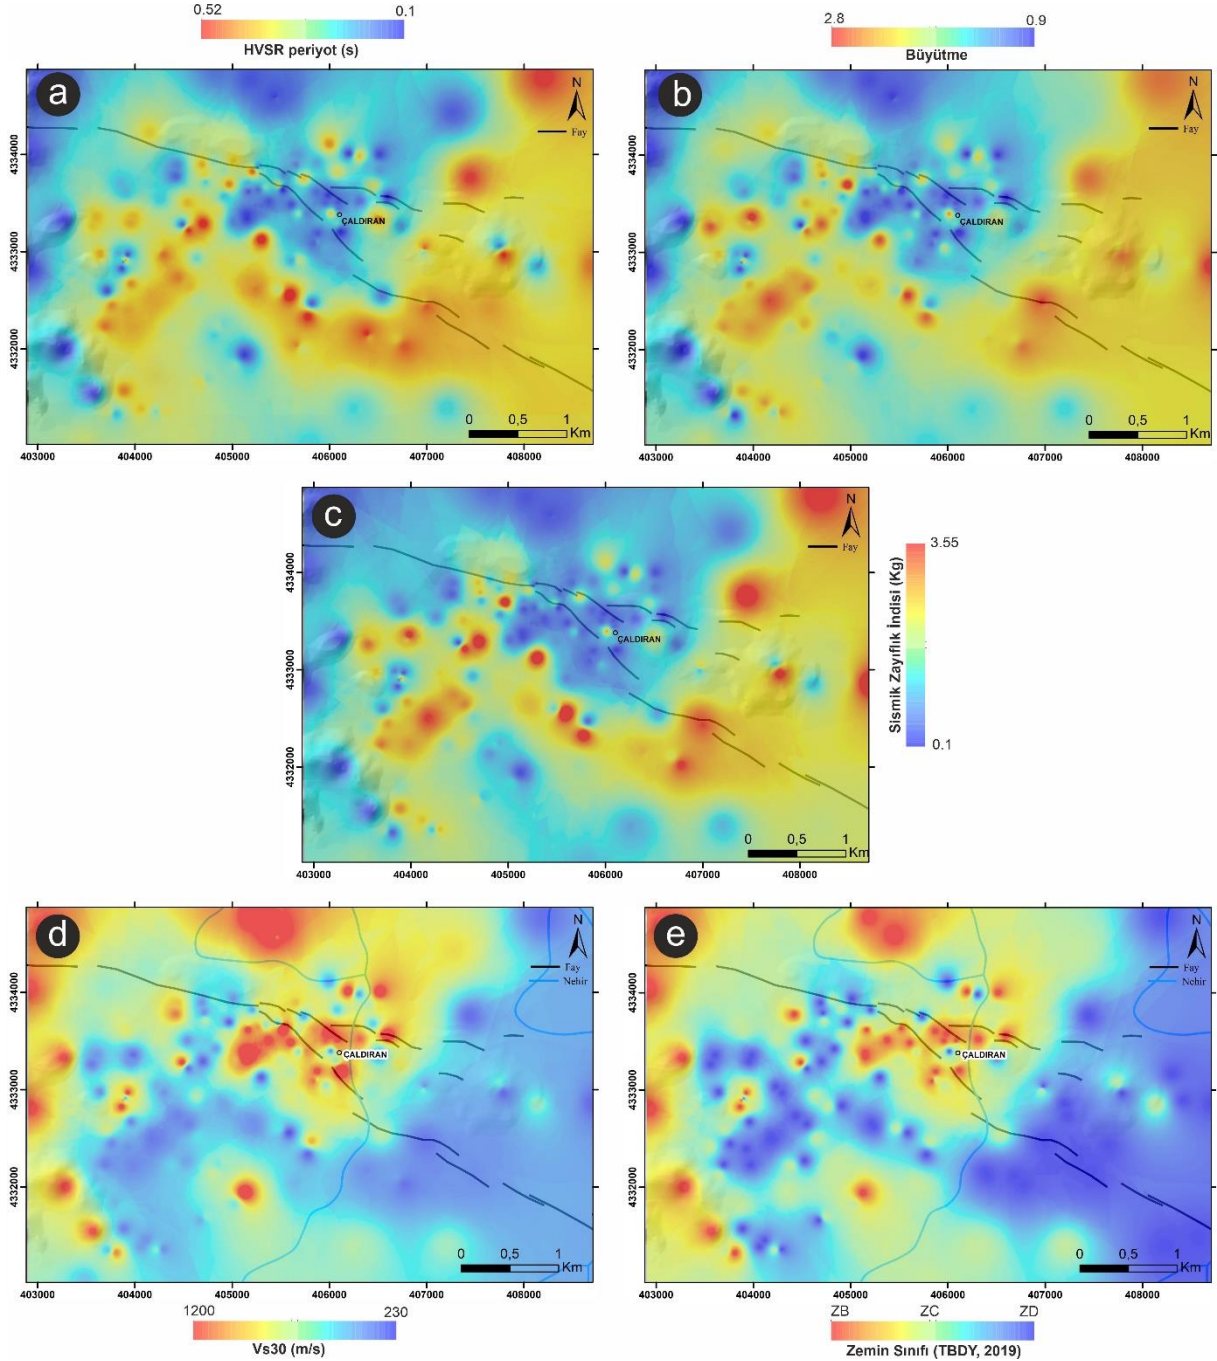 0.52 0.1
HVSR periyot (s)
2.8 0.9
Büyütme
a
N
Fay
ÇALDIRAN
4334000
4333000
4332000
0 0,5 1
Km
403000 404000 405000 406000 407000 408000
b
N
Fay
ÇALDIRAN
4334000
4333000
4332000
0 0,5 1
Km
403000 404000 405000 406000 407000 408000
c
N
Fay
ÇALDIRAN
4334000
4333000
4332000
0 0,5 1
Km
403000 404000 405000 406000 407000 408000
3.55
Sismik Zayıflık İndisi (Kg)
0.1
d
N
Fay
Nehir
ÇALDIRAN
4334000
4333000
4332000
0 0,5 1
Km
403000 404000 405000 406000 407000 408000
e
N
Fay
Nehir
ÇALDIRAN
4334000
4333000
4332000
0 0,5 1
Km
403000 404000 405000 406000 407000 408000
1200 230
Vs30 (m/s)
ZB ZC ZD
Zemin Sınıfı (TBDY, 2019)